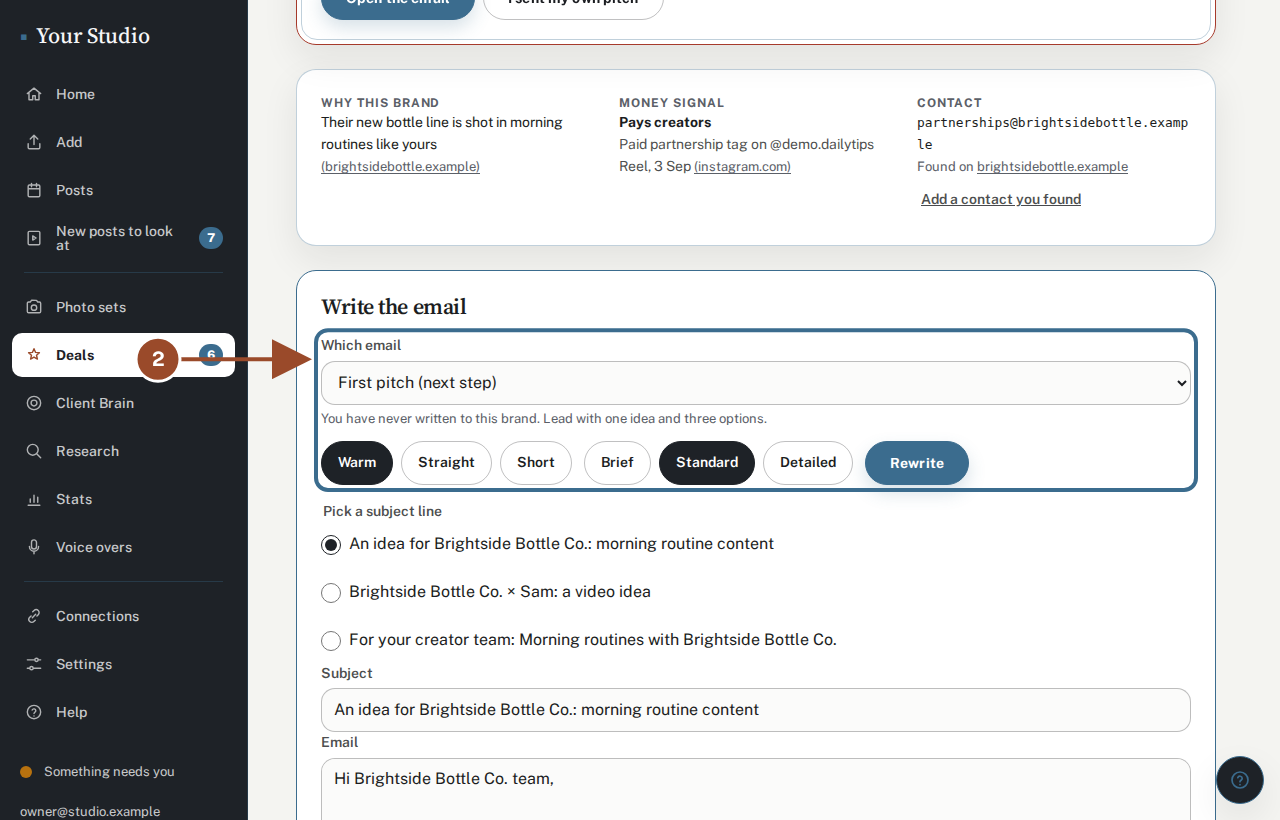 Your Studio
Home
Add
Posts
New posts to look
at
7
Photo sets
Deals
2
6
Client Brain
Research
Stats
Voice overs
Connections
Settings
Help
Something needs you
owner@studio.example
Open the email
I sent my own pitch
WHY THIS BRAND
Their new bottle line is shot in morning
routines like yours
(brightsidebottle.example)
MONEY SIGNAL
Pays creators
Paid partnership tag on @demo.dailytips
Reel, 3 Sep (instagram.com)
CONTACT
partnerships@brightsidebottle.examp
le
Found on brightsidebottle.example
Add a contact you found
Write the email
Which email
First pitch (next step)
You have never written to this brand. Lead with one idea and three options.
Warm Straight Short Brief Standard Detailed Rewrite
Pick a subject line
An idea for Brightside Bottle Co.: morning routine content
Brightside Bottle Co. × Sam: a video idea
For your creator team: Morning routines with Brightside Bottle Co.
Subject
An idea for Brightside Bottle Co.: morning routine content
Email
Hi Brightside Bottle Co. team,